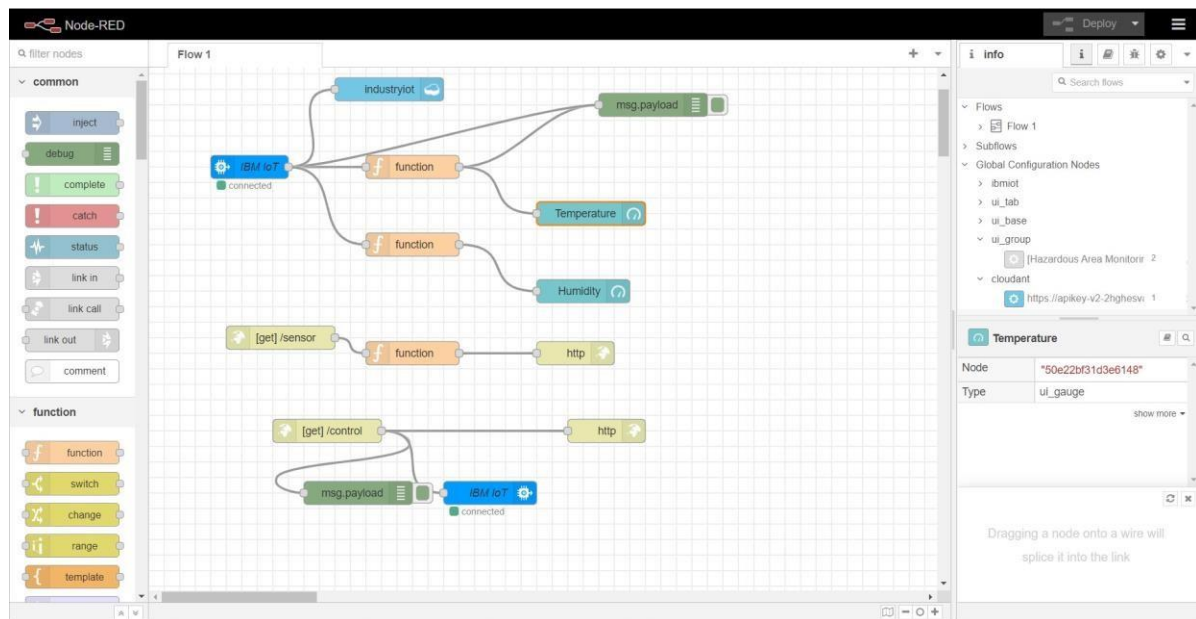 Node-RED
Deploy
filter nodes
Flow 1
i info
i
common
inject
debug
complete
catch
status
link in
link call
link out
comment
function
function
switch
change
range
template
industryiot
msg.payload
IBM IoT
connected
function
Temperature
function
Humidity
[get] /sensor
function
http
[get] /control
http
msg.payload
IBM IoT
connected
Search flows
Flows
Flow 1
Subflows
Global Configuration Nodes
ibmiot
ui_tab
ui_base
ui_group
[Hazardous Area Monitorir 2
cloudant
https://apikey-v2-2hghesv 1
Temperature
Node "50e22bf31d3e6148"
Type ui_gauge
show more
Dragging a node onto a wire will
splice it into the link